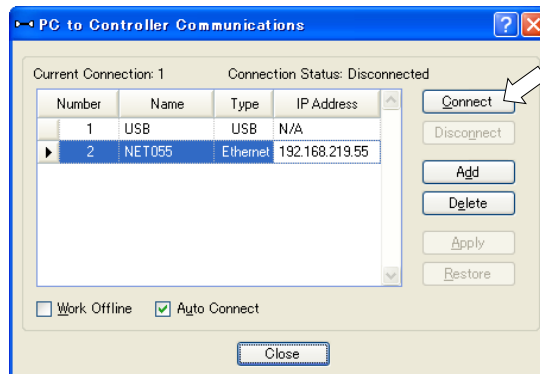 PC to Controller Communications
Current Connection: 1 Connection Status: Disconnected
Number Name Type IP Address
1 USB USB N/A
2 NET055 Ethernet 192.168.219.55
Connect
Disconnect
Add
Delete
Apply
Restore
Work Offline Auto Connect
Close